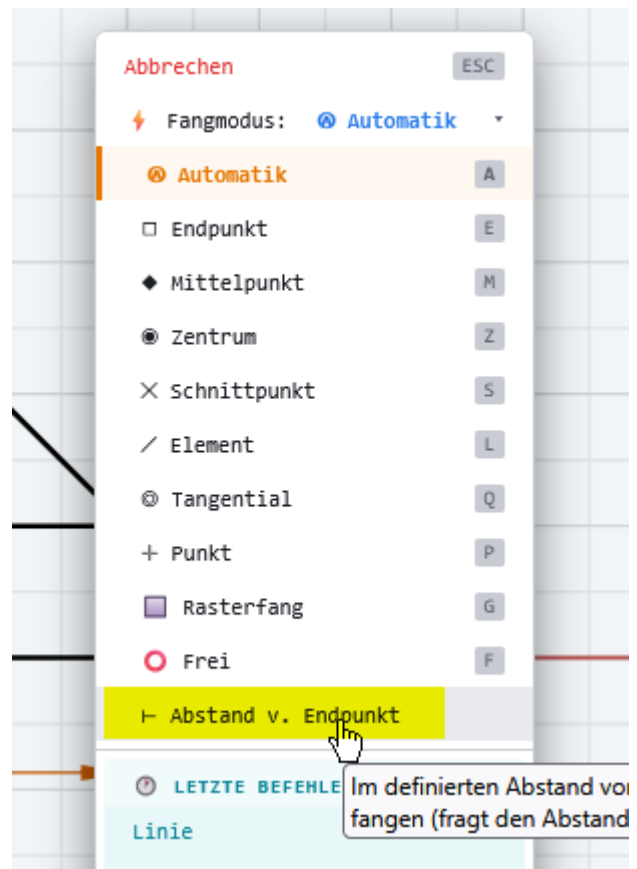 Abbrechen ESC
Fangmodus: Automatik
Automatik A
Endpunkt E
Mittelpunkt M
Zentrum Z
Schnittpunkt S
Element L
Tangential Q
Punkt P
Rasterfang G
Frei F
Abstand v. Endpunkt
LETZTE BEFEHLE
Im definierten Abstand vo
fangen (fragt den Abstand
Linie